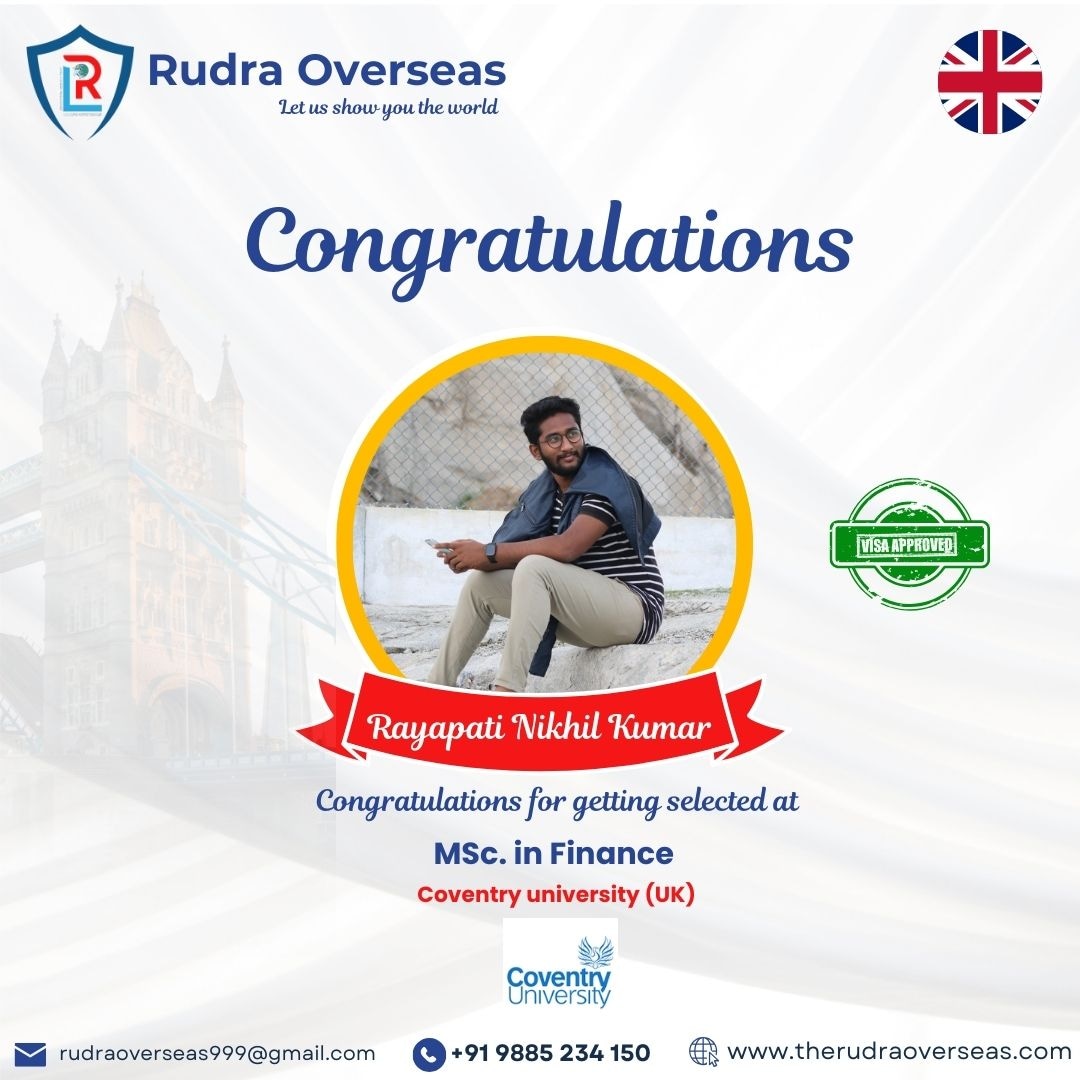 LR
Rudra Overseas
Let us show you the world
Congratulations
VISA APPROVED
Rayapati Nikhil Kumar
Congratulations for getting selected at
MSc. in Finance
Coventry university (UK)
Coventry
University
rudraoverseas999@gmail.com
+91 9885 234 150
www.therudraoverseas.com